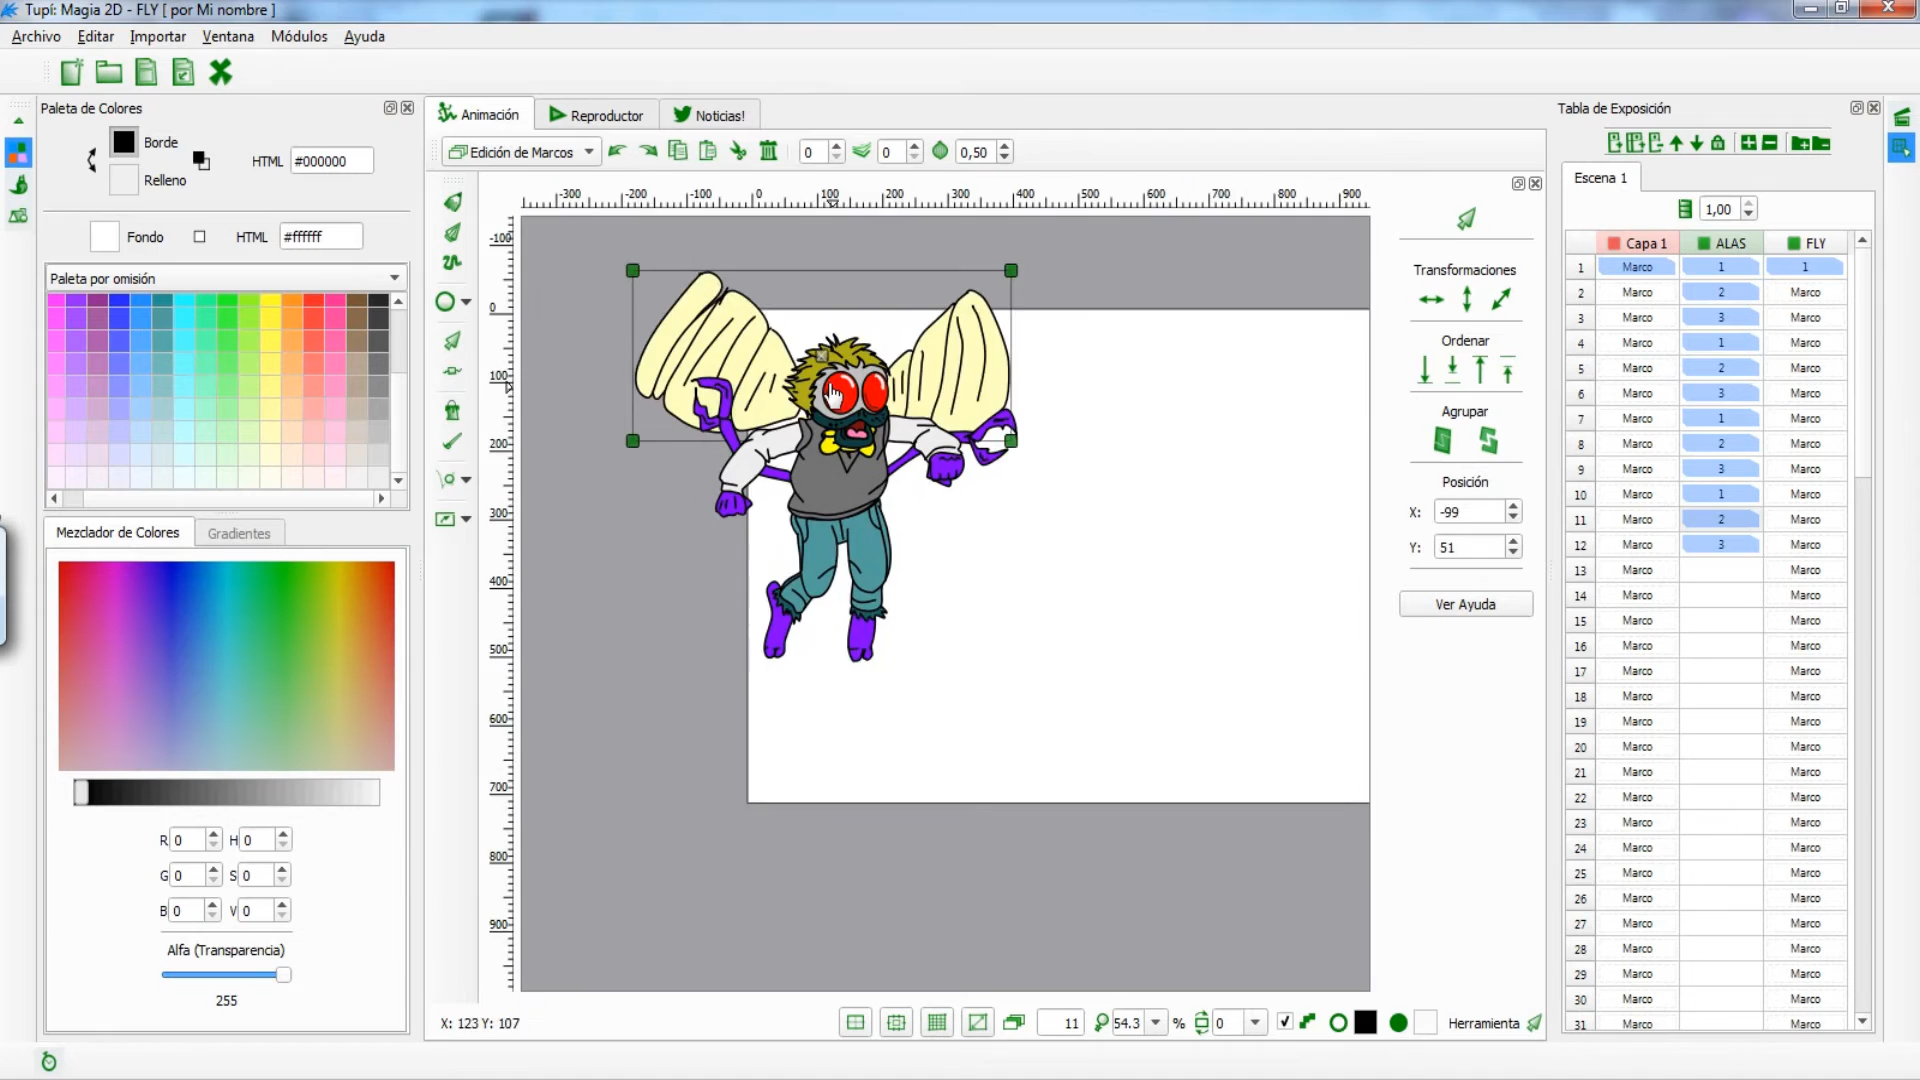 Tupí: Magia 2D - FLY [ por Mi nombre ]
Archivo Editar Importar Ventana Módulos Ayuda
Paleta de Colores
Borde
HTML #000000
Relleno
Fondo HTML #ffffff
Paleta por omisión
Mezclador de Colores Gradientes
R 0 H 0
G 0 S 0
B 0 V 0
Alfa (Transparencia)
255
Animación Reproductor Noticias!
Edición de Marcos 0 0 0,50
-300 -200 -100 0 100 200 300 400 500 600 700 800 900
-100
0
100
200
300
400
500
600
700
800
900
Transformaciones
Ordenar
Agrupar
Posición
X: -99
Y: 51
Ver Ayuda
X: 123 Y: 107
11 54.3 % 0 Herramienta
Tabla de Exposición
Escena 1
1,00
Capa 1 ALAS FLY
1 Marco 1 1
2 Marco 2 Marco
3 Marco 3 Marco
4 Marco 1 Marco
5 Marco 2 Marco
6 Marco 3 Marco
7 Marco 1 Marco
8 Marco 2 Marco
9 Marco 3 Marco
10 Marco 1 Marco
11 Marco 2 Marco
12 Marco 3 Marco
13 Marco Marco
14 Marco Marco
15 Marco Marco
16 Marco Marco
17 Marco Marco
18 Marco Marco
19 Marco Marco
20 Marco Marco
21 Marco Marco
22 Marco Marco
23 Marco Marco
24 Marco Marco
25 Marco Marco
26 Marco Marco
27 Marco Marco
28 Marco Marco
29 Marco Marco
30 Marco Marco
31 Marco Marco